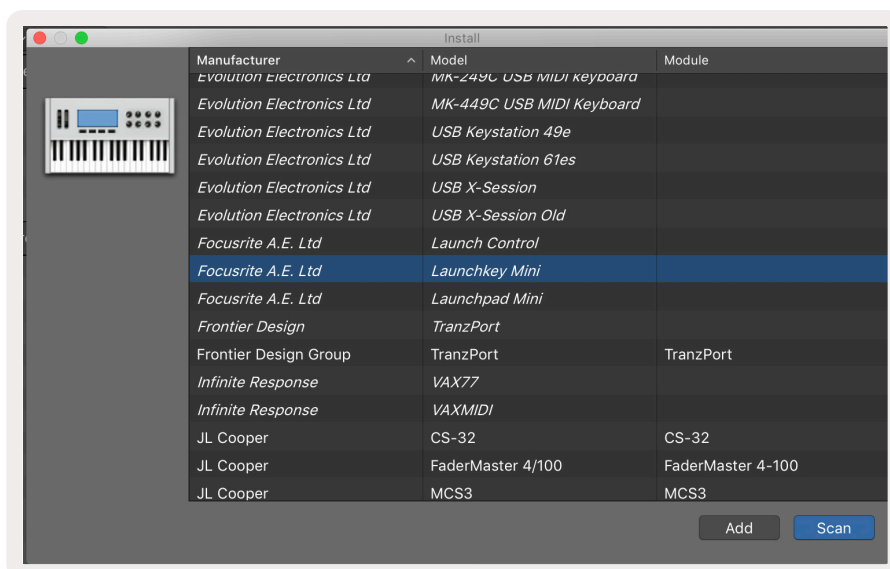 Install
Manufacturer Model Module
Evolution Electronics Ltd MK-249C USB MIDI keyboard
Evolution Electronics Ltd MK-449C USB MIDI Keyboard
Evolution Electronics Ltd USB Keystation 49e
Evolution Electronics Ltd USB Keystation 61es
Evolution Electronics Ltd USB X-Session
Evolution Electronics Ltd USB X-Session Old
Focusrite A.E. Ltd Launch Control
Focusrite A.E. Ltd Launchkey Mini
Focusrite A.E. Ltd Launchpad Mini
Frontier Design TranzPort
Frontier Design Group TranzPort TranzPort
Infinite Response VAX77
Infinite Response VAXMIDI
JL Cooper CS-32 CS-32
JL Cooper FaderMaster 4/100 FaderMaster 4-100
JL Cooper MCS3 MCS3
Add Scan